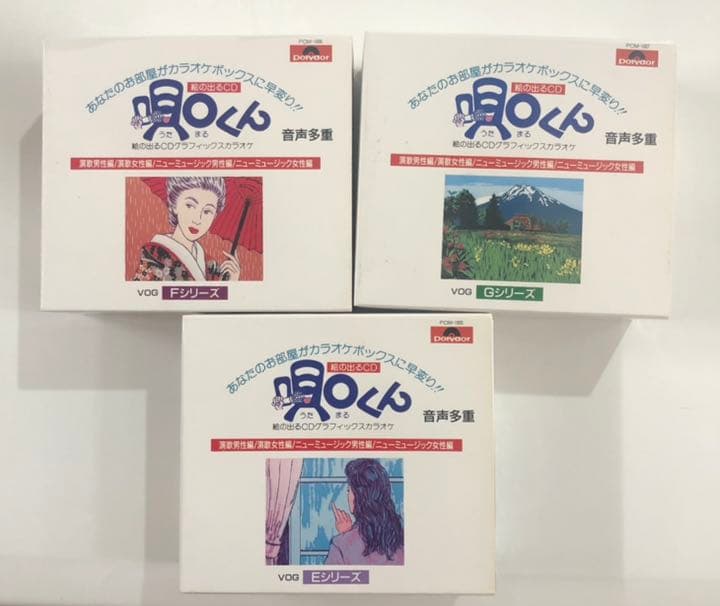 POCM-186
Polydor
あなたのお部屋がカラオケボックスに早変り!!
絵の出るCD
唄○くん
うた まる
音声多重
絵の出るCDグラフィックスカラオケ
演歌男性編/演歌女性編/ニューミュージック男性編/ニューミュージック女性編
VOG Fシリーズ
POCM-187
Polydor
あなたのお部屋がカラオケボックスに早変り!!
絵の出るCD
唄○くん
うた まる
音声多重
絵の出るCDグラフィックスカラオケ
演歌男性編/演歌女性編/ニューミュージック男性編/ニューミュージック女性編
VOG Gシリーズ
Polydor
あなたのお部屋がカラオケボックスに早変り!!
絵の出るCD
唄○くん
うた まる
音声多重
絵の出るCDグラフィックスカラオケ
演歌男性編/演歌女性編/ニューミュージック男性編/ニューミュージック女性編
VOG Eシリーズ